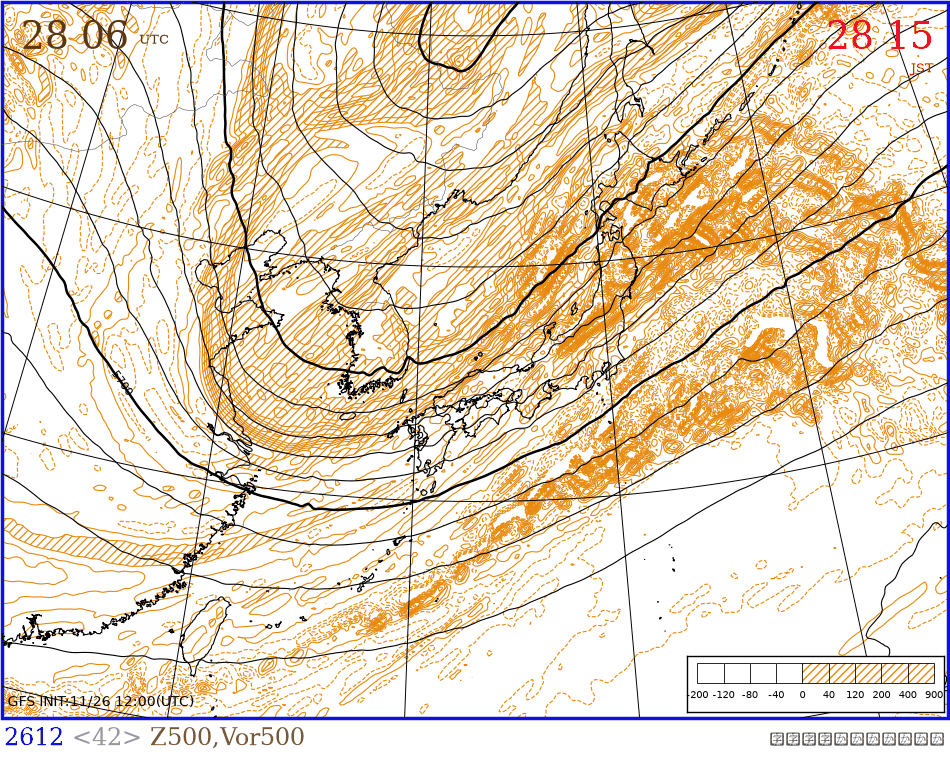 28 06 UTC
28 15
JST
5700
GFS INIT:11/26 12:00(UTC)
-200 -120 -80 -40 0 40 120 200 400 900
2612 <42> Z500,Vor500